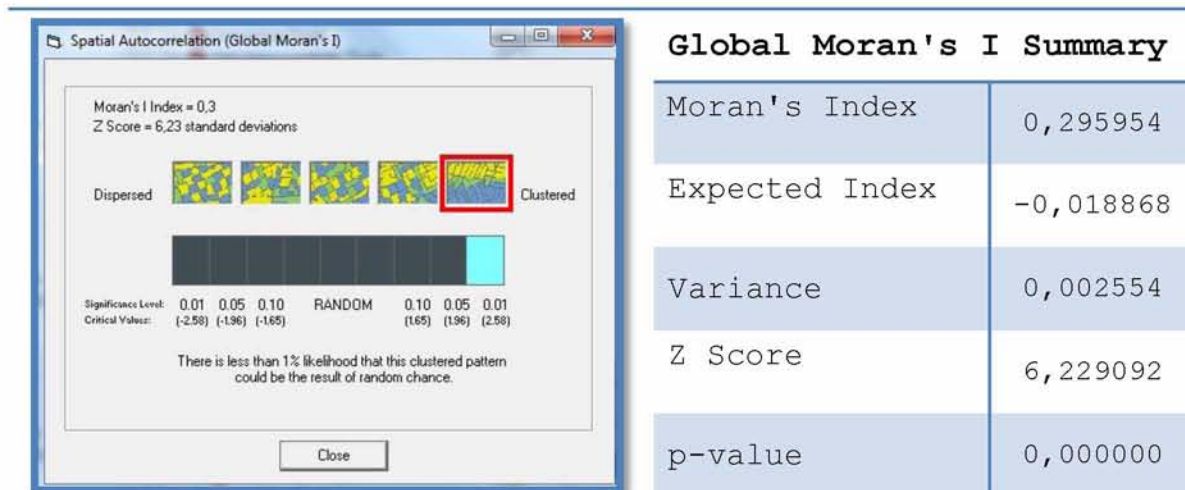 Spatial Autocorrelation (Global Moran's I)
Moran's I Index = 0,3
Z Score = 6,23 standard deviations
Dispersed
Clustered
Significance Level: 0.01 0.05 0.10 RANDOM 0.10 0.05 0.01
Critical Values: (-2.58) (-1.96) (-1.65) (1.65) (1.96) (2.58)
There is less than 1% likelihood that this clustered pattern
could be the result of random chance.
Close
Global Moran's I Summary
Moran's Index 0,295954
Expected Index -0,018868
Variance 0,002554
Z Score 6,229092
p-value 0,000000